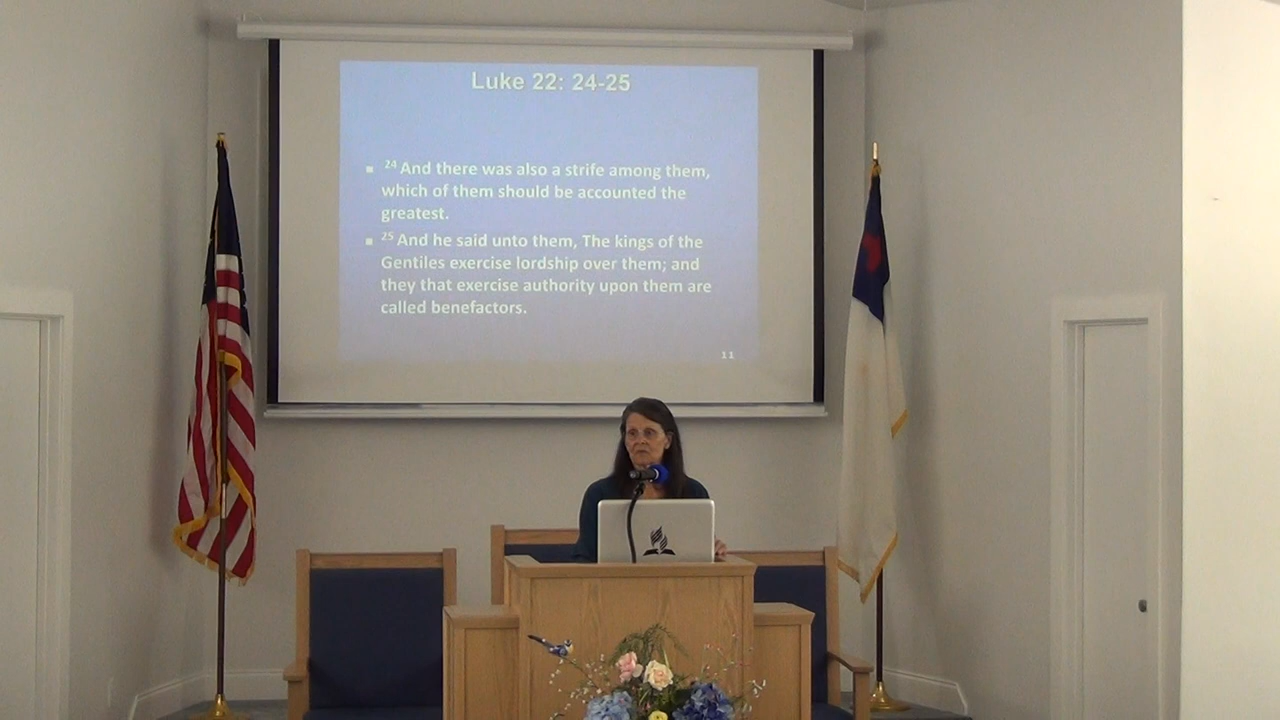 Luke 22: 24-25
▪ 24 And there was also a strife among them,
which of them should be accounted the
greatest.
▪ 25 And he said unto them, The kings of the
Gentiles exercise lordship over them; and
they that exercise authority upon them are
called benefactors.
11